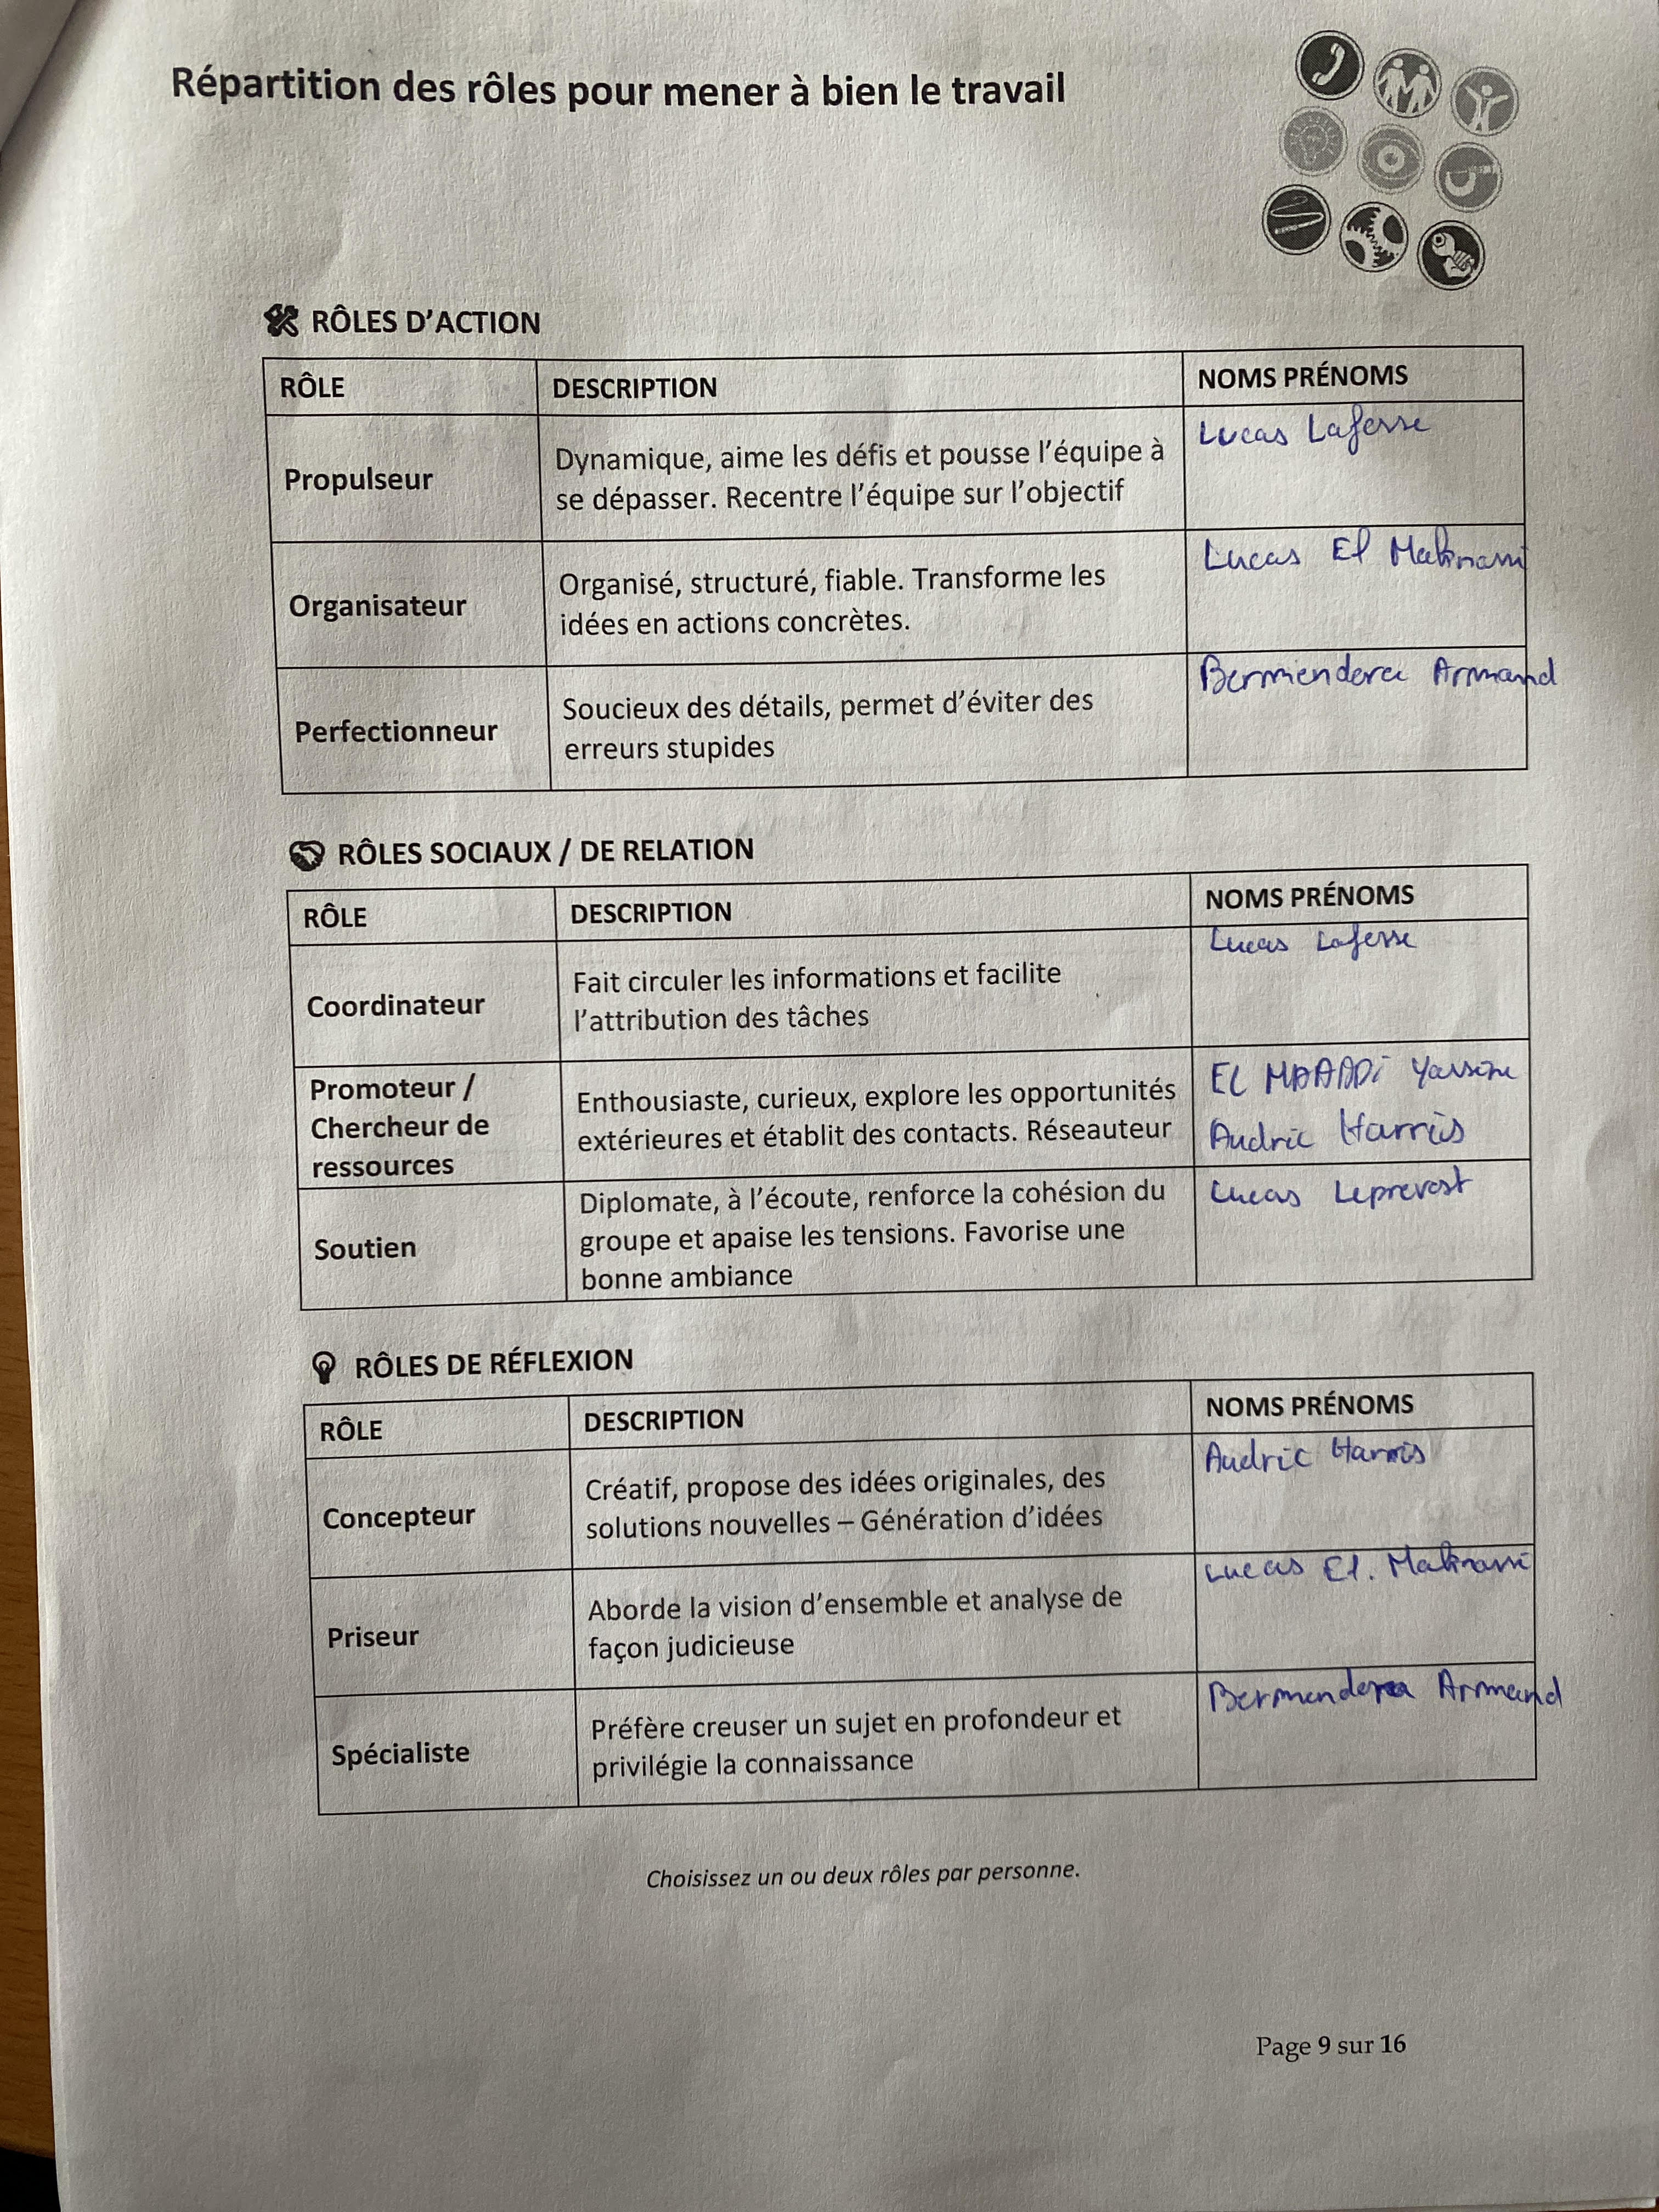 Répartition des rôles pour mener à bien le travail
RÔLES D'ACTION
RÔLE DESCRIPTION NOMS PRÉNOMS
Propulseur
Dynamique, aime les défis et pousse l'équipe à
se dépasser. Recentre l'équipe sur l'objectif
Lucas Laferse
Organisateur
Organisé, structuré, fiable. Transforme les
idées en actions concrètes.
Lucas El
Perfectionneur
Soucieux des détails, permet d'éviter des
erreurs stupides
Armand
RÔLES SOCIAUX / DE RELATION
RÔLE DESCRIPTION NOMS PRÉNOMS
Coordinateur
Fait circuler les informations et facilite
l'attribution des tâches
Lucas Laferse
Promoteur /
Chercheur de
ressources
Enthousiaste, curieux, explore les opportunités
extérieures et établit des contacts. Réseauteur
EL Yassine
Audric Harris
Soutien
Diplomate, à l'écoute, renforce la cohésion du
groupe et apaise les tensions. Favorise une
bonne ambiance
Lucas Leprevost
RÔLES DE RÉFLEXION
RÔLE DESCRIPTION NOMS PRÉNOMS
Concepteur
Créatif, propose des idées originales, des
solutions nouvelles – Génération d'idées
Audric Harris
Priseur
Aborde la vision d'ensemble et analyse de
façon judicieuse
Lucas El.
Spécialiste
Préfère creuser un sujet en profondeur et
privilégie la connaissance
Armand
Choisissez un ou deux rôles par personne.
Page 9 sur 16